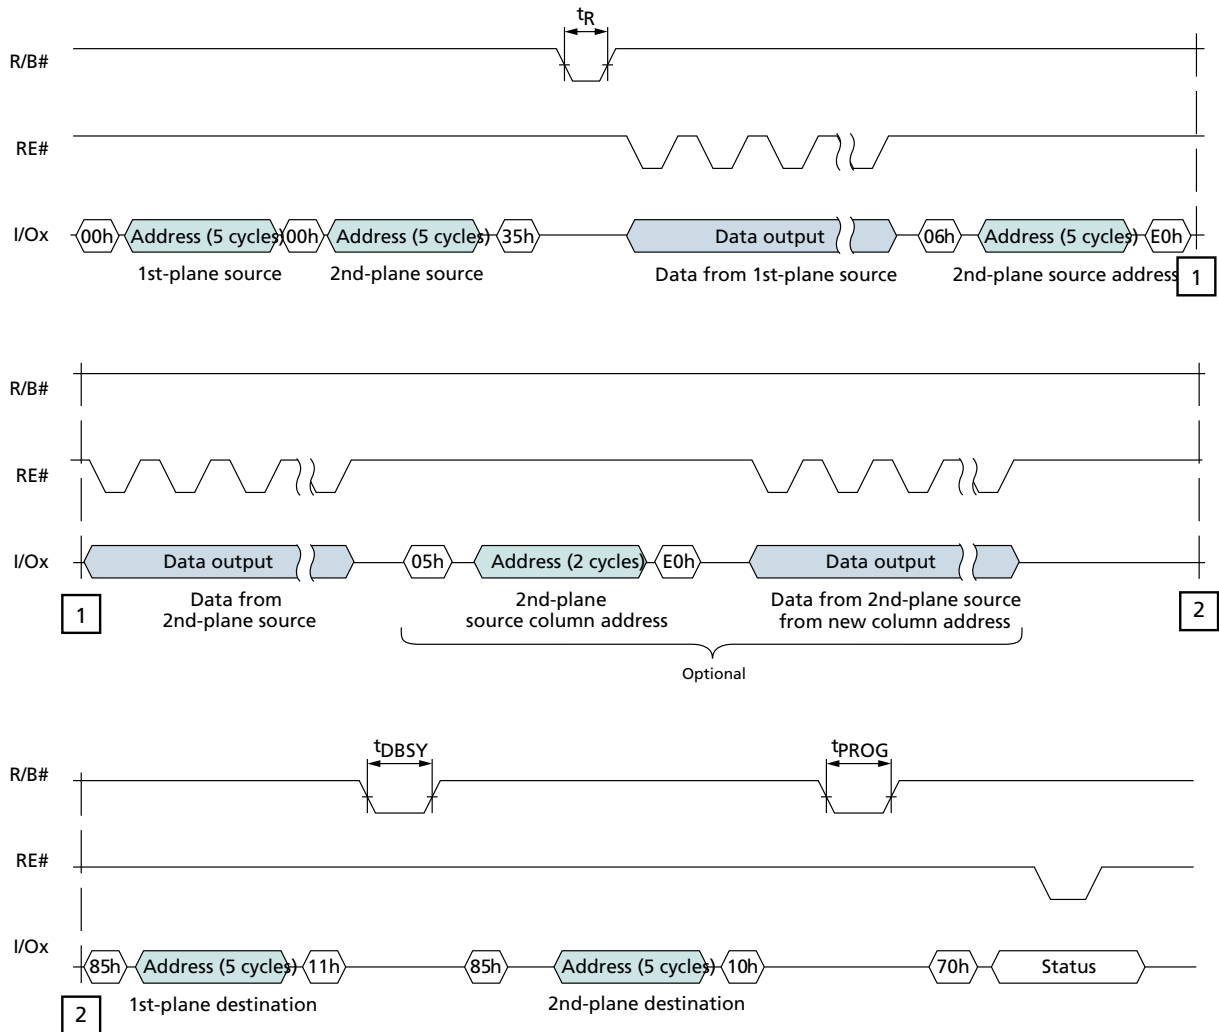 tR
R/B#
RE#
I/Ox
00h Address (5 cycles) 00h Address (5 cycles) 35h Data output 06h Address (5 cycles) E0h
1st-plane source 2nd-plane source Data from 1st-plane source 2nd-plane source address
1
R/B#
RE#
I/Ox
Data output 05h Address (2 cycles) E0h Data output
1
Data from
2nd-plane source
2nd-plane
source column address
Data from 2nd-plane source
from new column address
2
Optional
tDBSY tPROG
R/B#
RE#
I/Ox
85h Address (5 cycles) 11h 85h Address (5 cycles) 10h 70h Status
2
1st-plane destination 2nd-plane destination